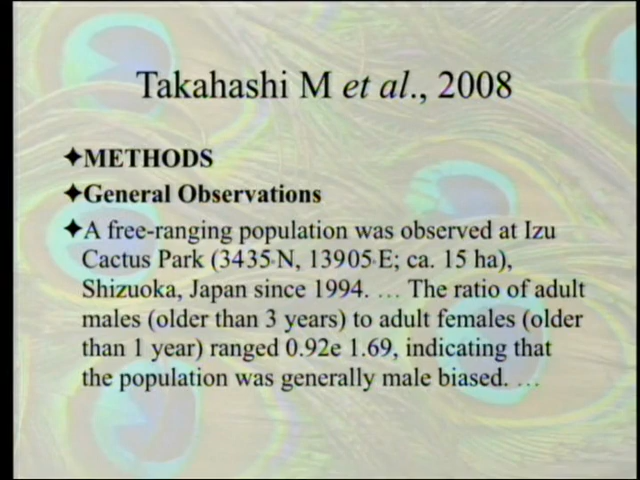 Takahashi M et al., 2008
✦METHODS
✦General Observations
✦A free-ranging population was observed at Izu
Cactus Park (3435·N, 13905·E; ca. 15 ha),
Shizuoka, Japan since 1994. … The ratio of adult
males (older than 3 years) to adult females (older
than 1 year) ranged 0.92e 1.69, indicating that
the population was generally male biased. …